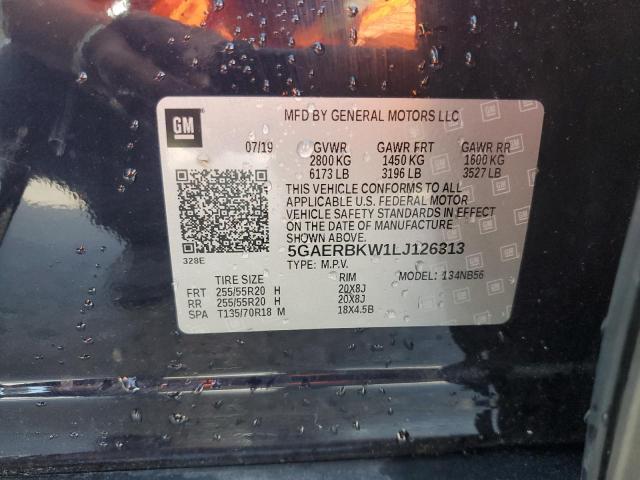 GM
MFD BY GENERAL MOTORS LLC
07/19 GVWR GAWR FRT GAWR RR
2800 KG 1450 KG 1600 KG
6173 LB 3196 LB 3527 LB
THIS VEHICLE CONFORMS TO ALL
APPLICABLE U.S. FEDERAL MOTOR
VEHICLE SAFETY STANDARDS IN EFFECT
ON THE DATE OF MANUFACTURE
SHOWN ABOVE.
328E
5GAERBKW1LJ126313
TYPE: M.P.V. MODEL: 134NB56
TIRE SIZE RIM
FRT 255/55R20 H 20X8J
RR 255/55R20 H 20X8J
SPA T135/70R18 M 18X4.5B